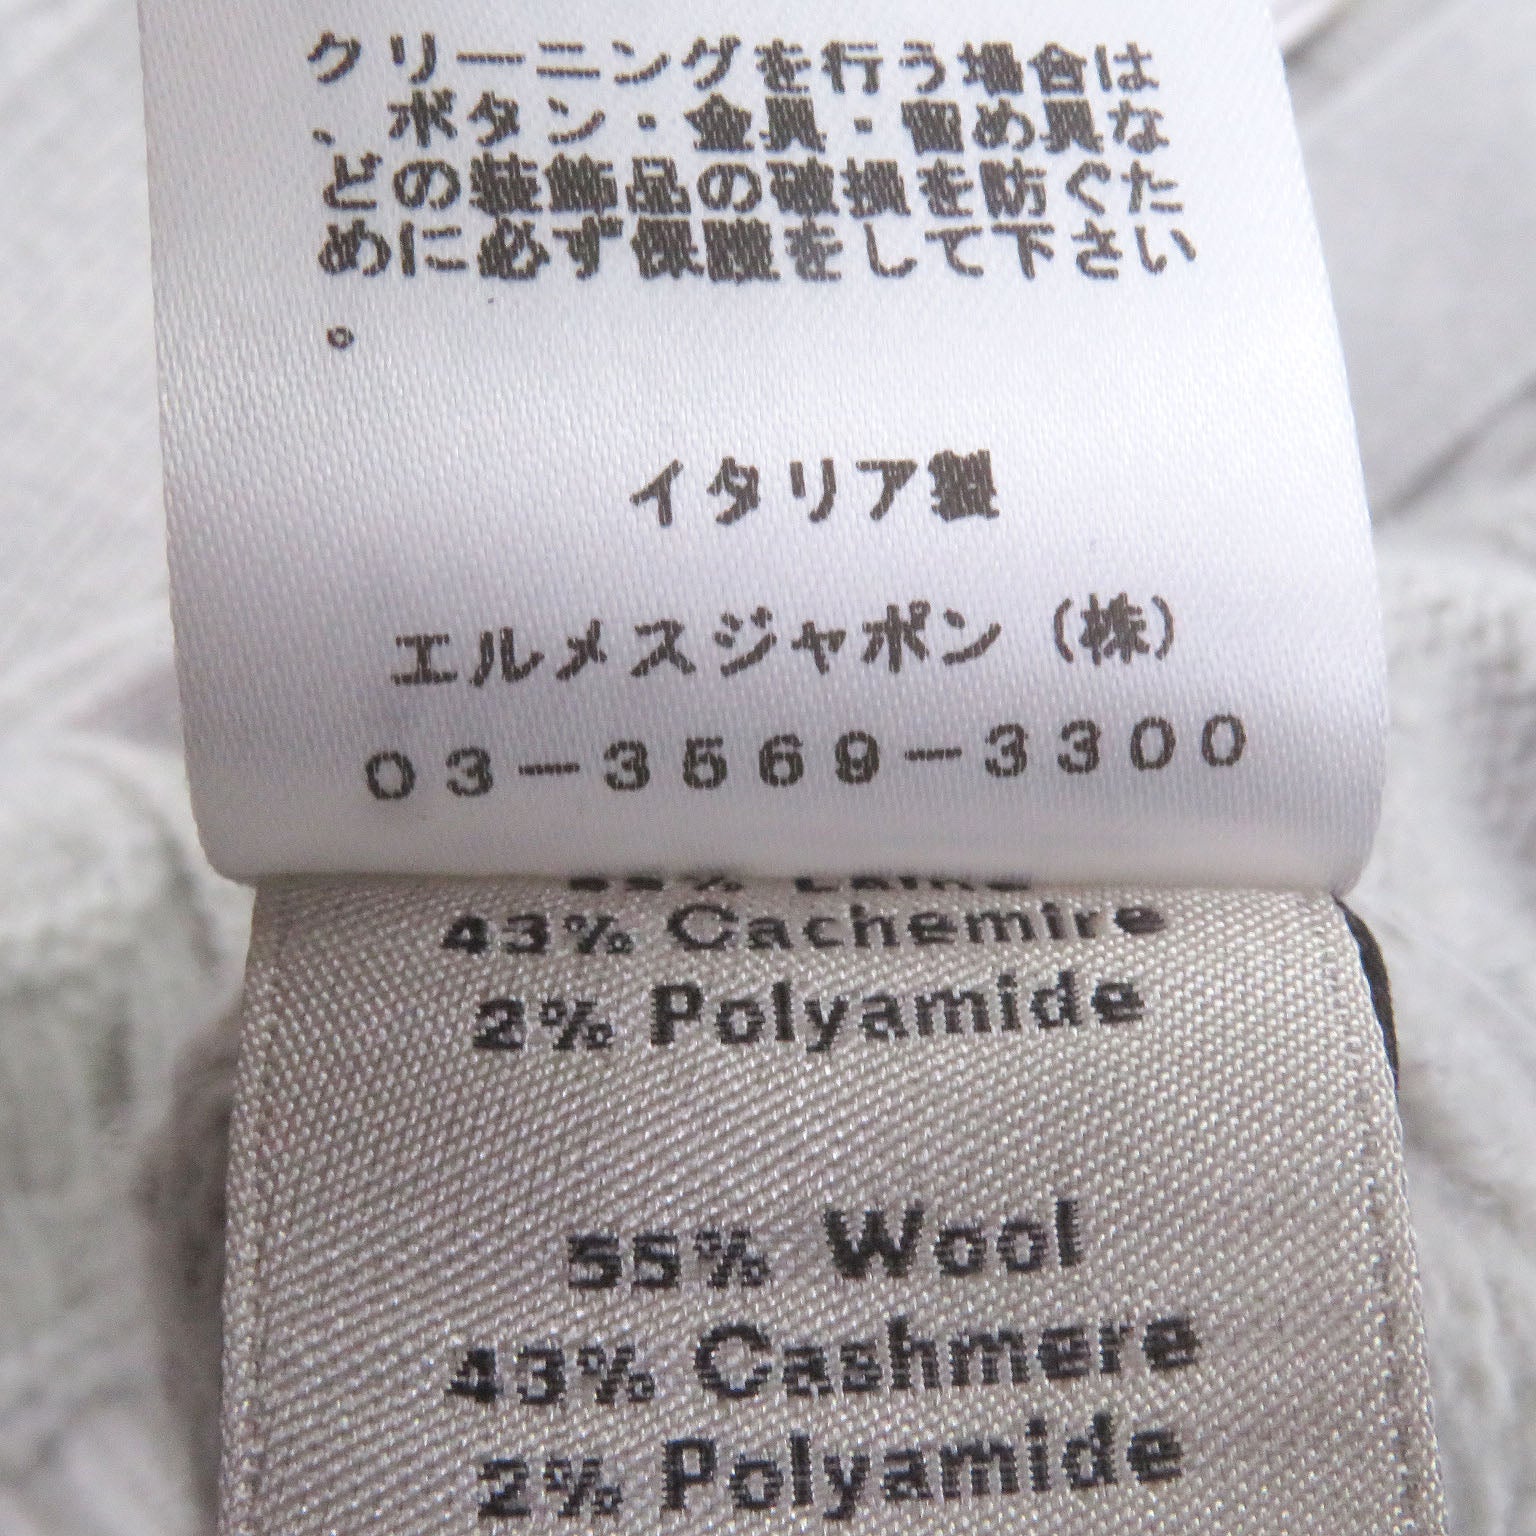 クリーニングを行う場合は
、ボタン・金具・留め具な
どの装飾品の破損を防ぐた
めに必ず保護をして下さい
。
イタリア製
エルメスジャポン（株）
０３－３５６９－３３００
55% Laine
43% Cachemire
2% Polyamide
55% Wool
43% Cashmere
2% Polyamide